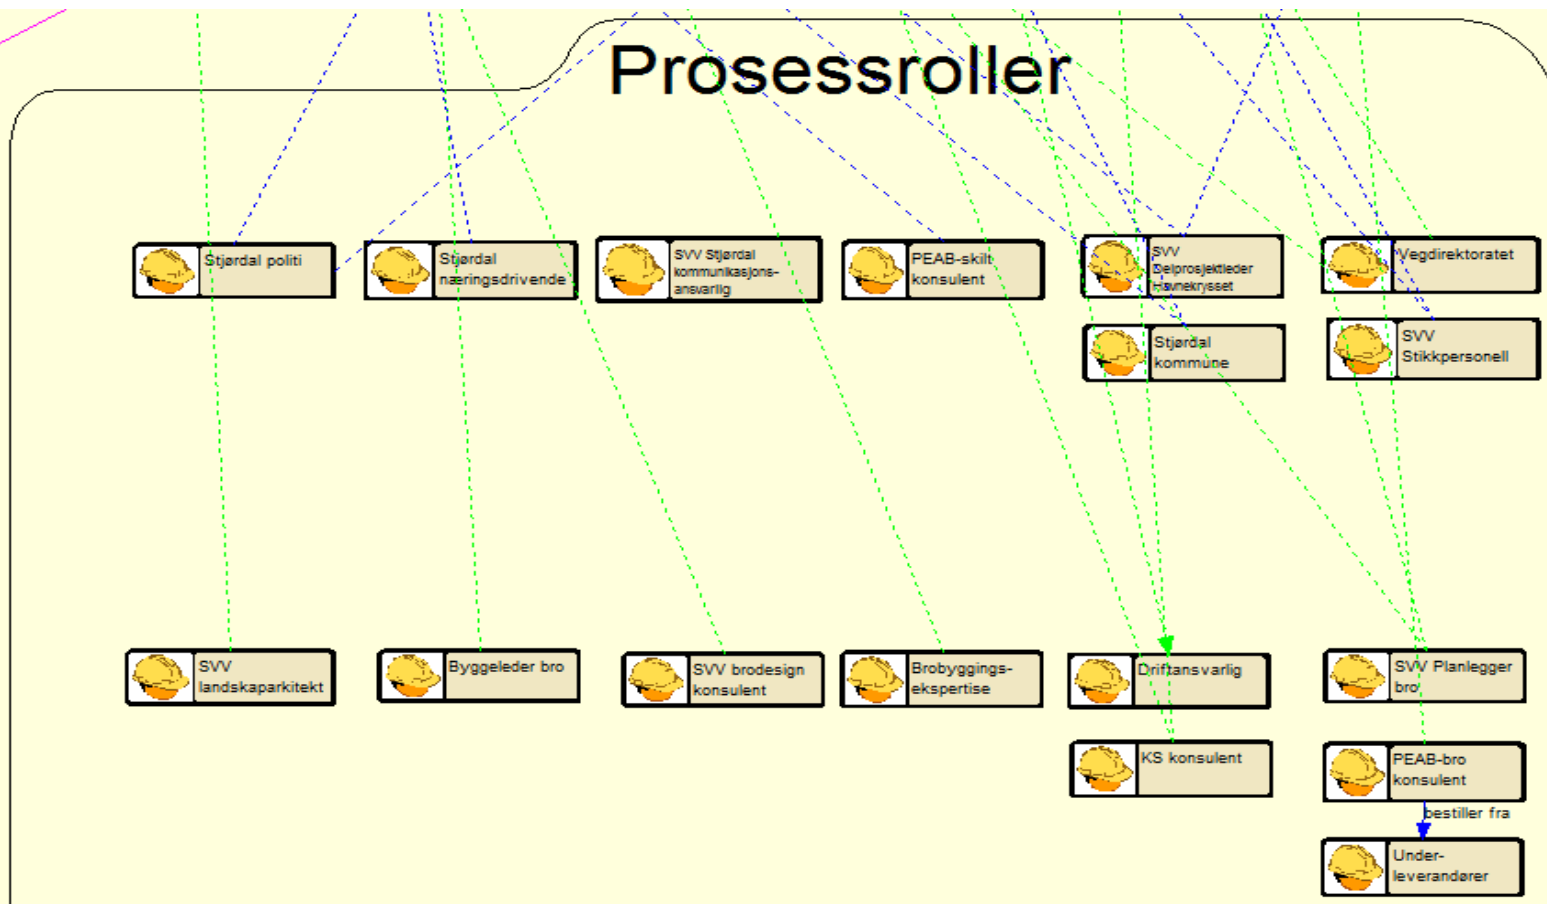 Prosessroller
Stjørdal politi
Stjørdal
næringsdrivende
SVV Stjørdal
kommunikasjons-
ansvarlig
PEAB-skilt
konsulent
SVV
Delprosjektleder
Havnekrysset
Vegdirektoratet
Stjørdal
kommune
SVV
Stikkpersonell
SVV
landskaparkitekt
Byggeleder bro
SVV brodesign
konsulent
Brobyggings-
ekspertise
Driftansvarlig
SVV Planlegger
bro
KS konsulent
PEAB-bro
konsulent
bestiller fra
Under-
leverandører